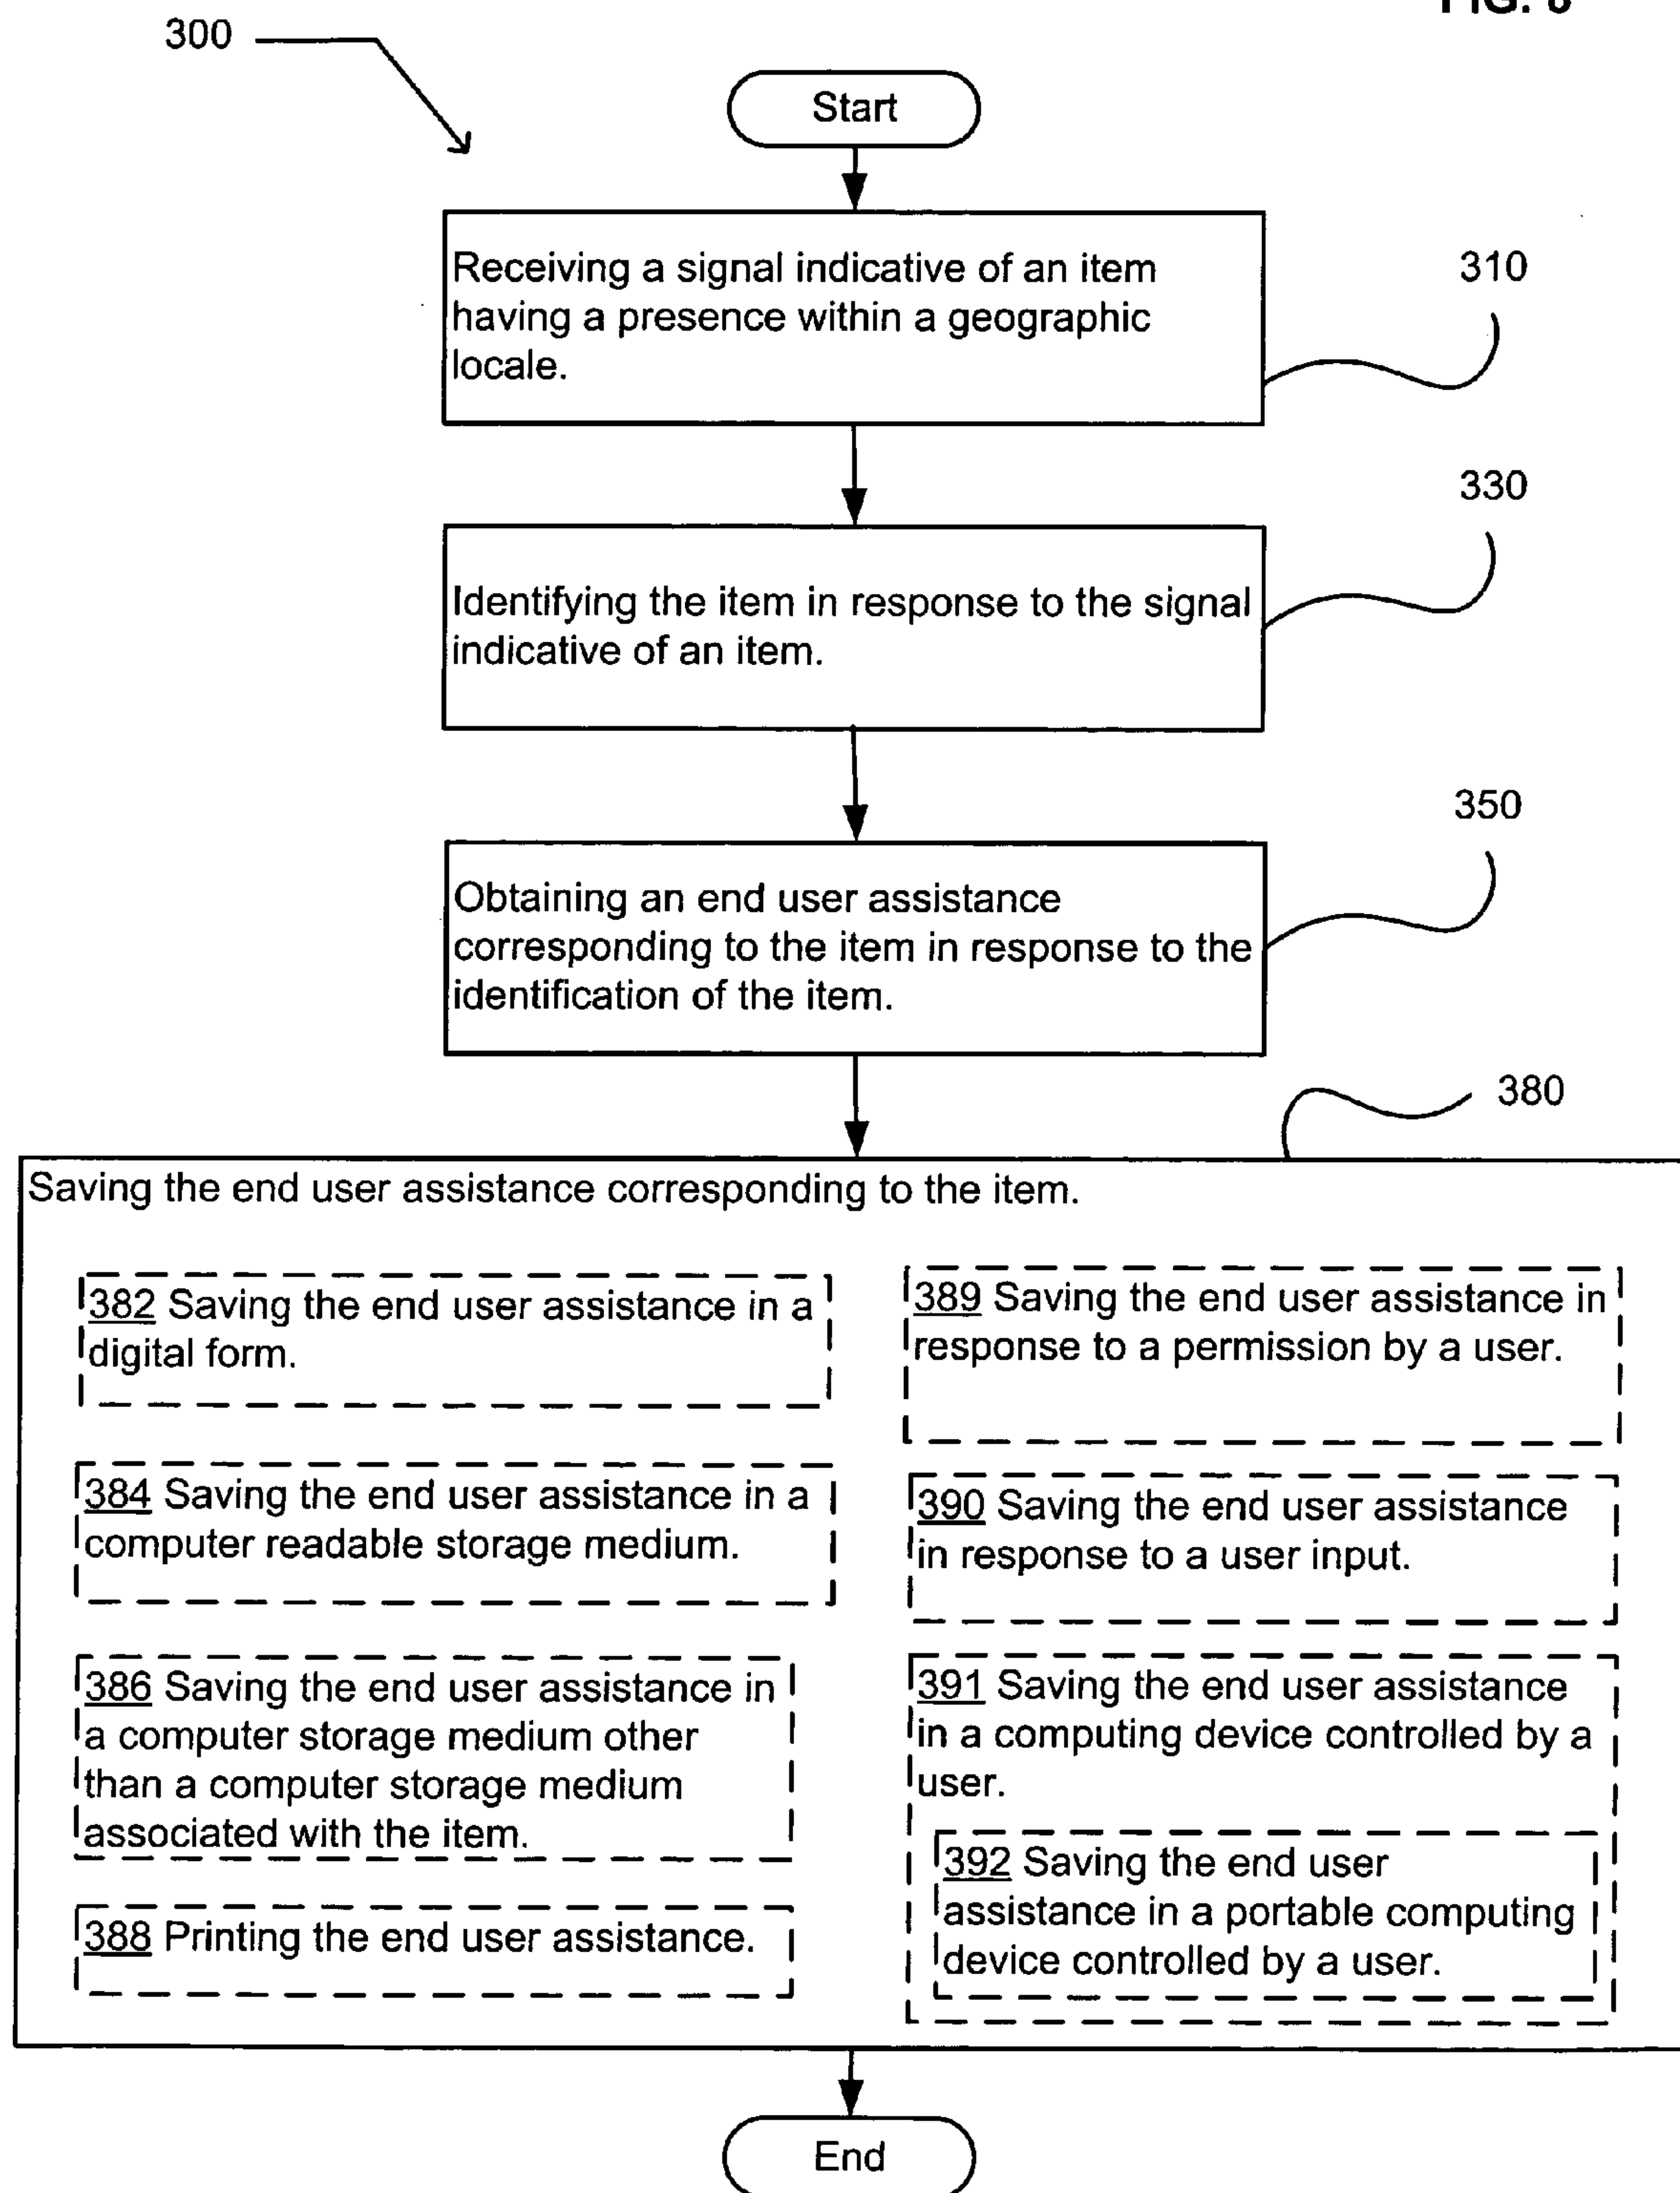 300
Start
Receiving a signal indicative of an item
having a presence within a geographic
locale.
310
330
Identifying the item in response to the signal
indicative of an item.
350
Obtaining an end user assistance
corresponding to the item in response to the
identification of the item.
380
Saving the end user assistance corresponding to the item.
382 Saving the end user assistance in a
digital form.
384 Saving the end user assistance in a
computer readable storage medium.
386 Saving the end user assistance in
a computer storage medium other
than a computer storage medium
associated with the item.
388 Printing the end user assistance.
389 Saving the end user assistance in
response to a permission by a user.
390 Saving the end user assistance
in response to a user input.
391 Saving the end user assistance
in a computing device controlled by a
user.
392 Saving the end user
assistance in a portable computing
device controlled by a user.
End